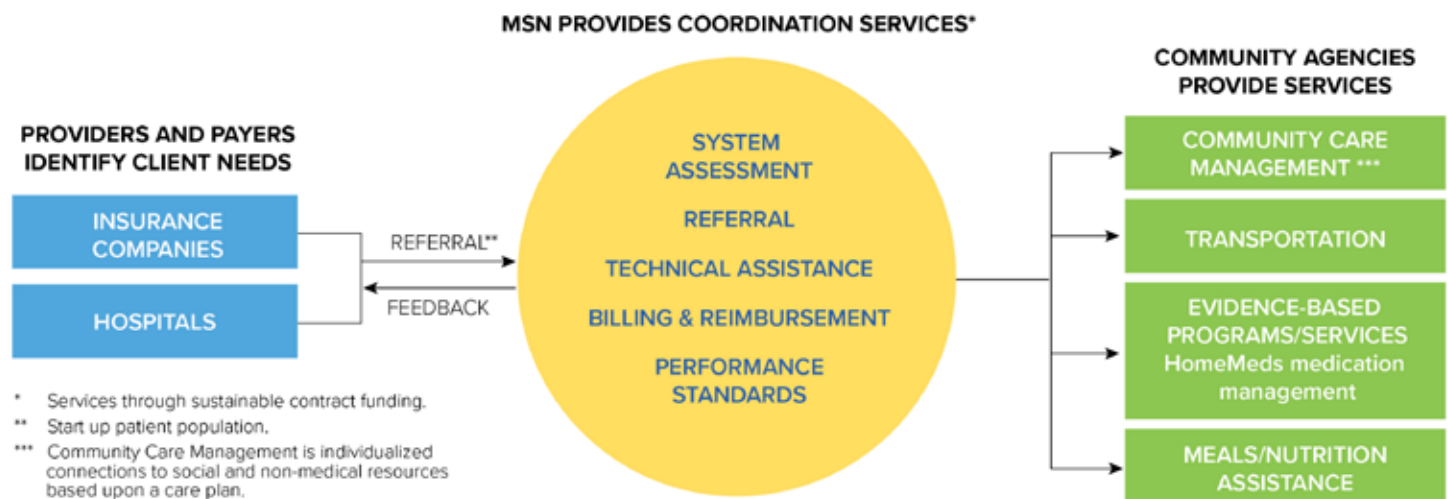 MSN PROVIDES COORDINATION SERVICES*
PROVIDERS AND PAYERS
IDENTIFY CLIENT NEEDS
INSURANCE
COMPANIES
HOSPITALS
REFERRAL**
FEEDBACK
SYSTEM
ASSESSMENT
REFERRAL
TECHNICAL ASSISTANCE
BILLING & REIMBURSEMENT
PERFORMANCE
STANDARDS
COMMUNITY AGENCIES
PROVIDE SERVICES
COMMUNITY CARE
MANAGEMENT ***
TRANSPORTATION
EVIDENCE-BASED
PROGRAMS/SERVICES
HomeMeds medication
management
MEALS/NUTRITION
ASSISTANCE
* Services through sustainable contract funding.
** Start up patient population.
*** Community Care Management is individualized
connections to social and non-medical resources
based upon a care plan.